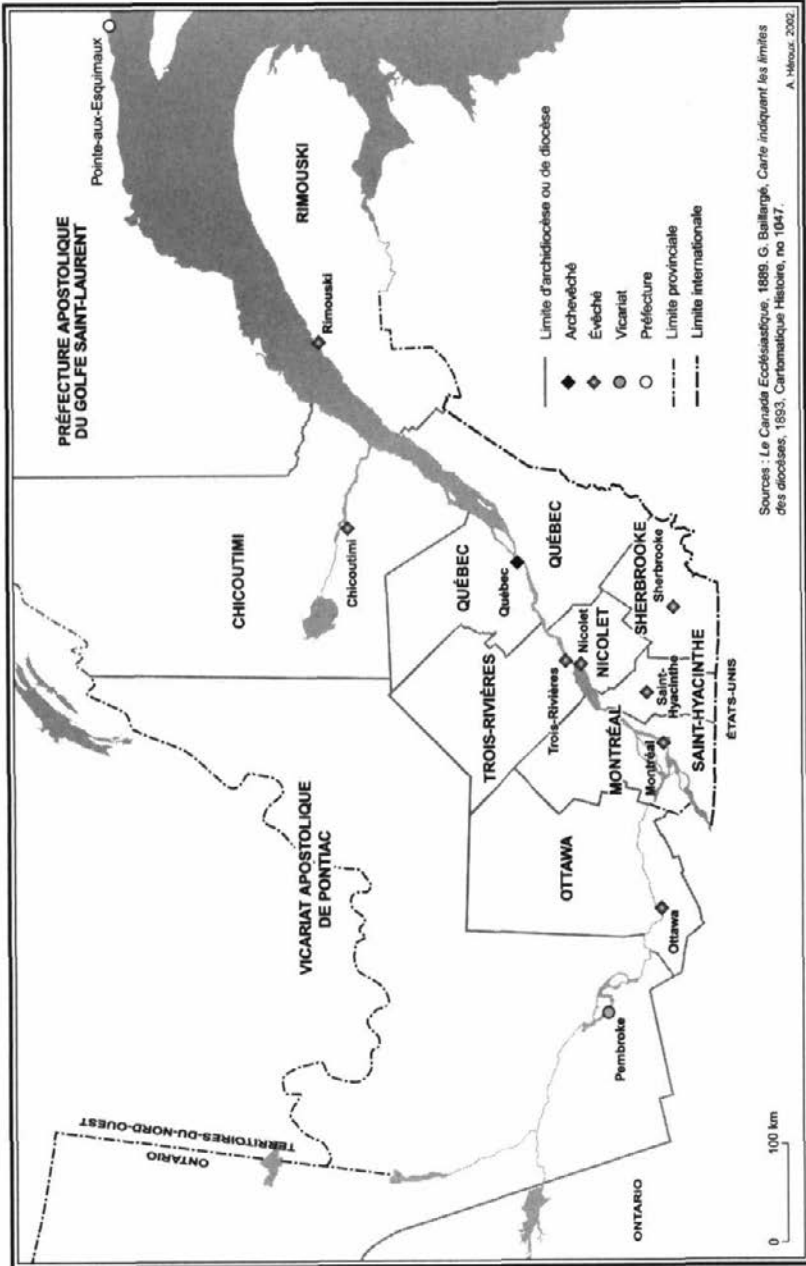 PRÉFECTURE APOSTOLIQUE
DU GOLFE SAINT-LAURENT
Pointe-aux-Esquimaux
CHICOUTIMI
Chicoutimi
RIMOUSKI
Rimouski
VICARIAT APOSTOLIQUE
DE PONTIAC
TERRITOIRES-DU-NORD-OUEST
ONTARIO
QUÉBEC
Québec
QUÉBEC
TROIS-RIVIÈRES
Trois-Rivières
Nicolet
NICOLET
SHERBROOKE
Sherbrooke
OTTAWA
Ottawa
MONTRÉAL
Montréal
Saint-
Hyacinthe
SAINT-HYACINTHE
ÉTATS-UNIS
Pembroke
ONTARIO
0 100 km
Limite d'archidiocèse ou de diocèse
Archevêché
Évêché
Vicariat
Préfecture
Limite provinciale
Limite internationale
Sources : Le Canada Ecclésiastique, 1889. G. Baillargé, Carte indiquant les limites
des diocèses, 1893, Cartomatique Histoire, no 1047.
A. Héroux, 2002.